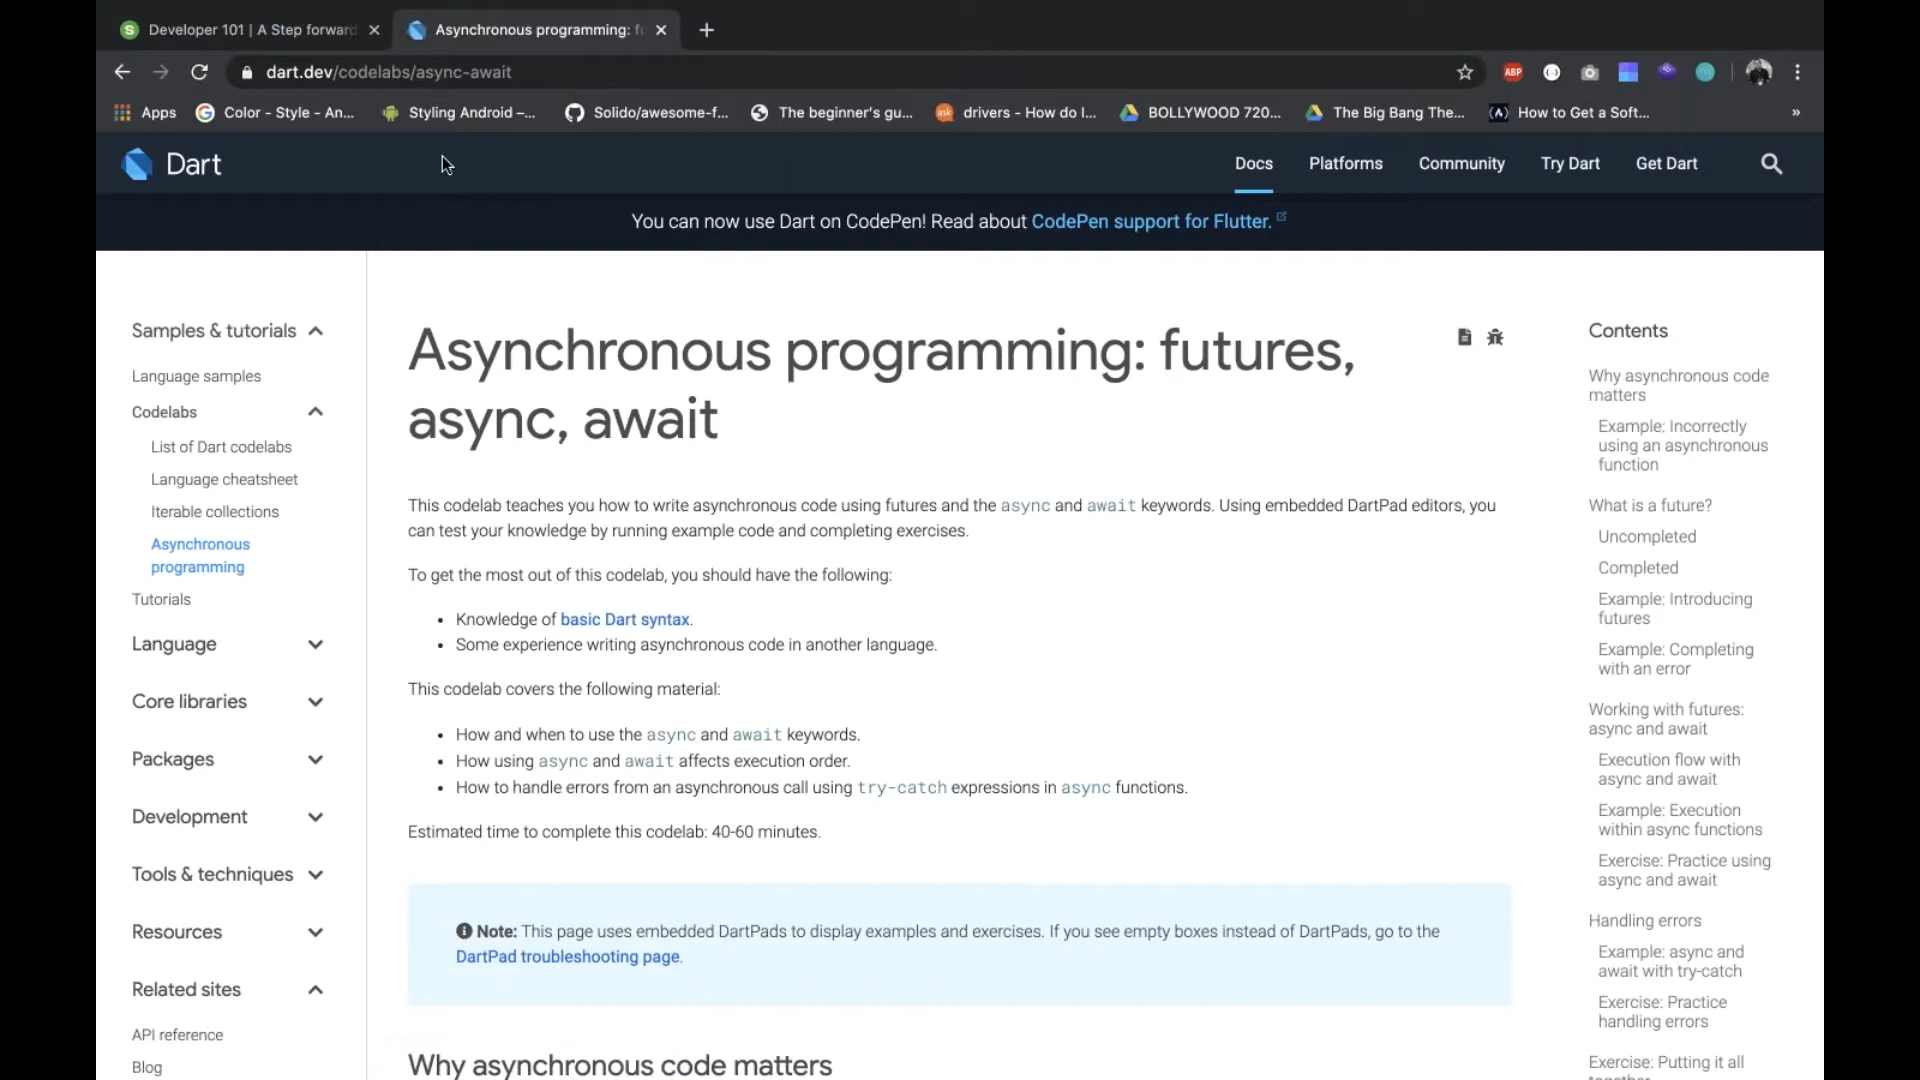 Developer 101 | A Step forward
Asynchronous programming: f
dart.dev/codelabs/async-await
ABP
Apps
Color - Style - An...
Styling Android –...
Solido/awesome-f...
The beginner's gu...
ask
drivers - How do I...
BOLLYWOOD 720...
The Big Bang The...
How to Get a Soft...
»
Dart
Docs
Platforms
Community
Try Dart
Get Dart
You can now use Dart on CodePen! Read about CodePen support for Flutter.
Samples & tutorials
Language samples
Codelabs
List of Dart codelabs
Language cheatsheet
Iterable collections
Asynchronous
programming
Tutorials
Language
Core libraries
Packages
Development
Tools & techniques
Resources
Related sites
API reference
Blog
Asynchronous programming: futures,
async, await
This codelab teaches you how to write asynchronous code using futures and the async and await keywords. Using embedded DartPad editors, you
can test your knowledge by running example code and completing exercises.
To get the most out of this codelab, you should have the following:
• Knowledge of basic Dart syntax.
• Some experience writing asynchronous code in another language.
This codelab covers the following material:
• How and when to use the async and await keywords.
• How using async and await affects execution order.
• How to handle errors from an asynchronous call using try-catch expressions in async functions.
Estimated time to complete this codelab: 40-60 minutes.
Note: This page uses embedded DartPads to display examples and exercises. If you see empty boxes instead of DartPads, go to the
DartPad troubleshooting page.
Why asynchronous code matters
Contents
Why asynchronous code
matters
Example: Incorrectly
using an asynchronous
function
What is a future?
Uncompleted
Completed
Example: Introducing
futures
Example: Completing
with an error
Working with futures:
async and await
Execution flow with
async and await
Example: Execution
within async functions
Exercise: Practice using
async and await
Handling errors
Example: async and
await with try-catch
Exercise: Practice
handling errors
Exercise: Putting it all